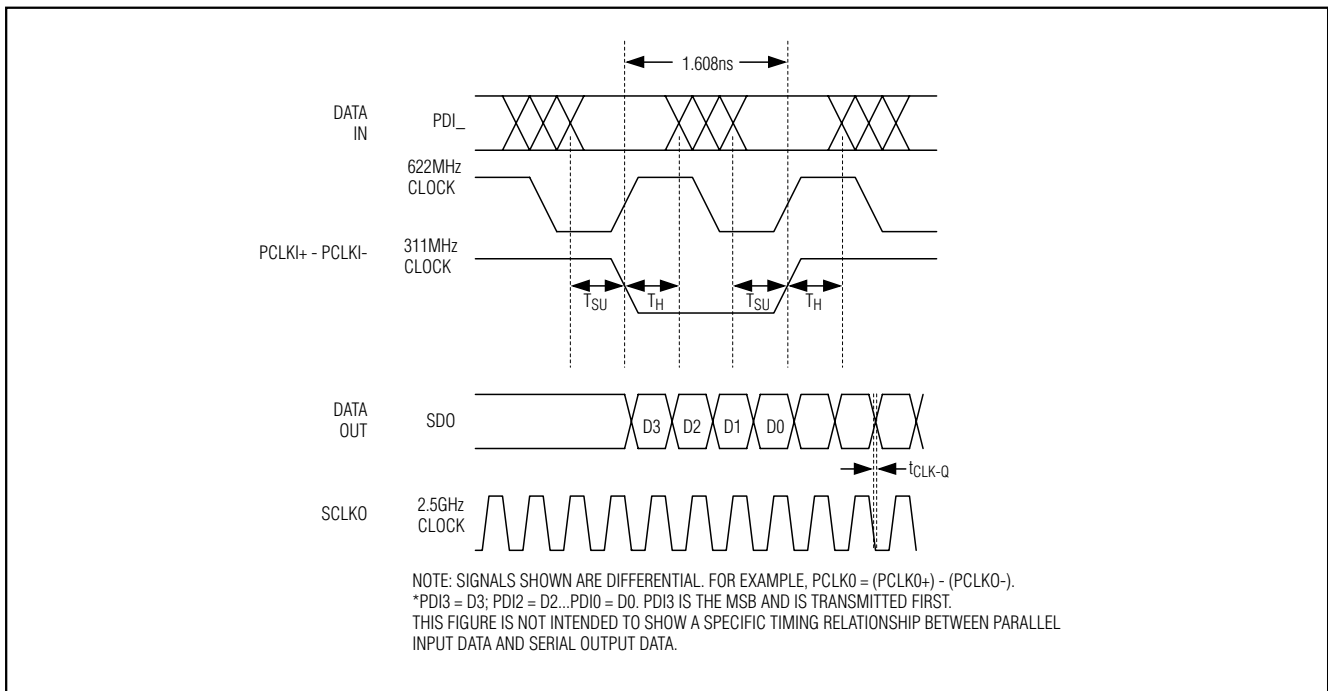 1.608ns
DATA
IN
PDI_
622MHz
CLOCK
PCLKI+ - PCLKI-
311MHz
CLOCK
TSU
TH
TSU
TH
DATA
OUT
SDO
D3
D2
D1
D0
tCLK-Q
SCLKO
2.5GHz
CLOCK
NOTE: SIGNALS SHOWN ARE DIFFERENTIAL. FOR EXAMPLE, PCLK0 = (PCLK0+) - (PCLKO-).
*PDI3 = D3; PDI2 = D2...PDI0 = D0. PDI3 IS THE MSB AND IS TRANSMITTED FIRST.
THIS FIGURE IS NOT INTENDED TO SHOW A SPECIFIC TIMING RELATIONSHIP BETWEEN PARALLEL
INPUT DATA AND SERIAL OUTPUT DATA.